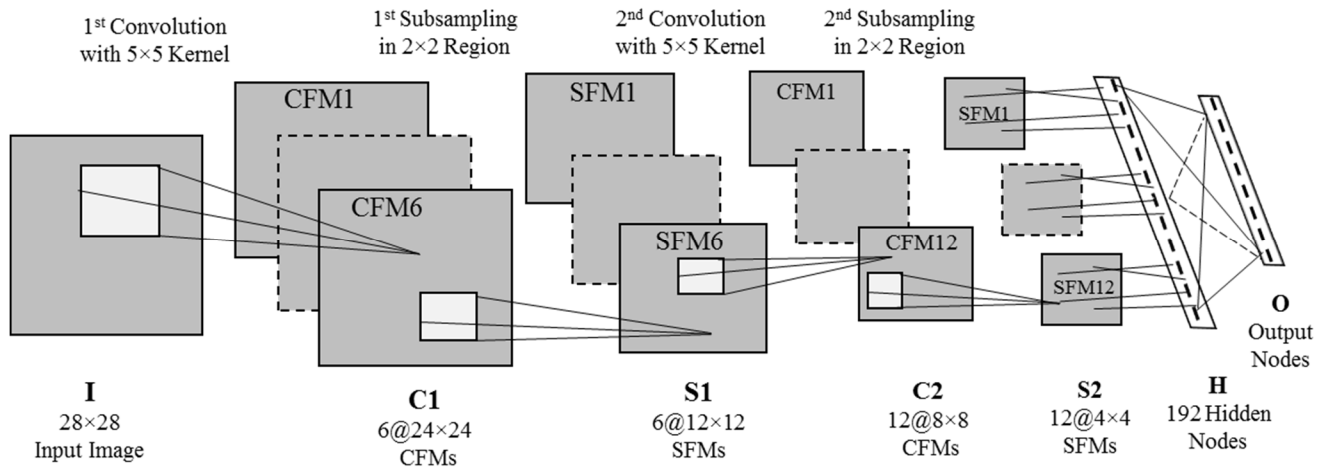 1st Convolution
with 5×5 Kernel
1st Subsampling
in 2×2 Region
2nd Convolution
with 5×5 Kernel
2nd Subsampling
in 2×2 Region
CFM1
CFM6
SFM1
SFM6
CFM1
CFM12
SFM1
SFM12
I
28×28
Input Image
C1
6@24×24
CFMs
S1
6@12×12
SFMs
C2
12@8×8
CFMs
S2
12@4×4
SFMs
H
192 Hidden
Nodes
O
Output
Nodes